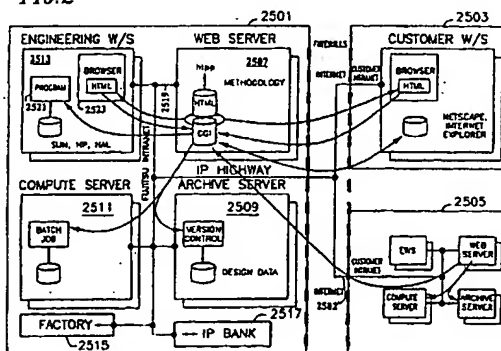 2501
2503
ENGINEERING W/S
WEB SERVER
CUSTOMER W/S
2513
PROGRAM
2521
BROWSER
HTML
2523
2519
2507
METHODOLOGY
HTML
CGI
SUN, HP, HAL
IP HIGHWAY
FIREWALLS
INTERNET
CUSTOMER
BROWSER
HTML
NETSCAPE,
INTERNET
EXPLORER
FUJITSU INTRANET
COMPUTE SERVER
ARCHIVE SERVER
2511
BATCH
JOB
2509
VERSION
CONTROL
DESIGN DATA
FACTORY
2515
IP BANK
2517
INTERNET
CUSTOMER
2505
EWS
WEB
SERVER
COMPUTE
SERVER
ARCHIVE
SERVER